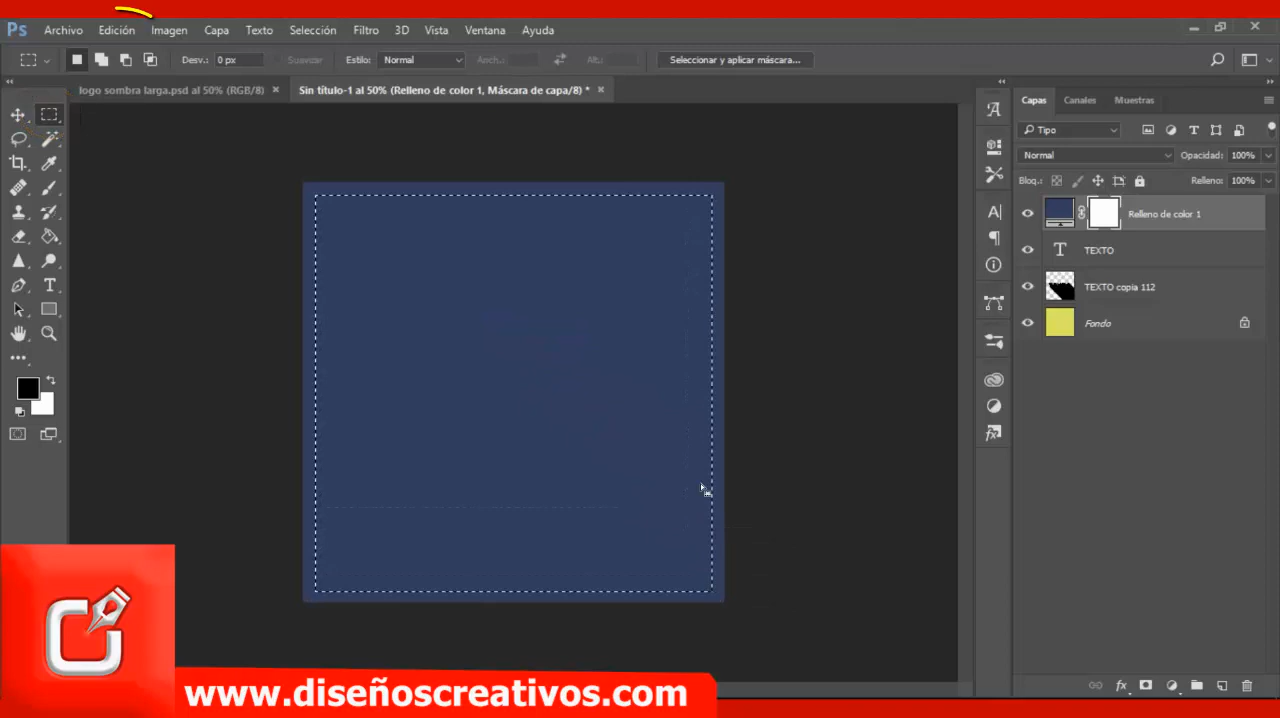 Ps Archivo Edición Imagen Capa Texto Selección Filtro 3D Vista Ventana Ayuda
Desv.: 0 px Suavizar Estilo: Normal Anch.: Alt.: Seleccionar y aplicar máscara...
logo sombra larga.psd al 50% (RGB/8) × Sin título-1 al 50% (Relleno de color 1, Máscara de capa/8) * ×
Capas Canales Muestras
Tipo
Normal Opacidad: 100%
Bloq.: Relleno: 100%
Relleno de color 1
T TEXTO
TEXTO copia 112
Fondo
www.diseñoscreativos.com